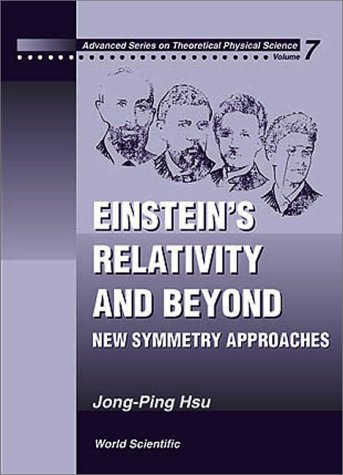 Advanced Series on Theoretical Physical Science
Volume 7
EINSTEIN'S
RELATIVITY
AND BEYOND
NEW SYMMETRY APPROACHES
Jong-Ping Hsu
World Scientific